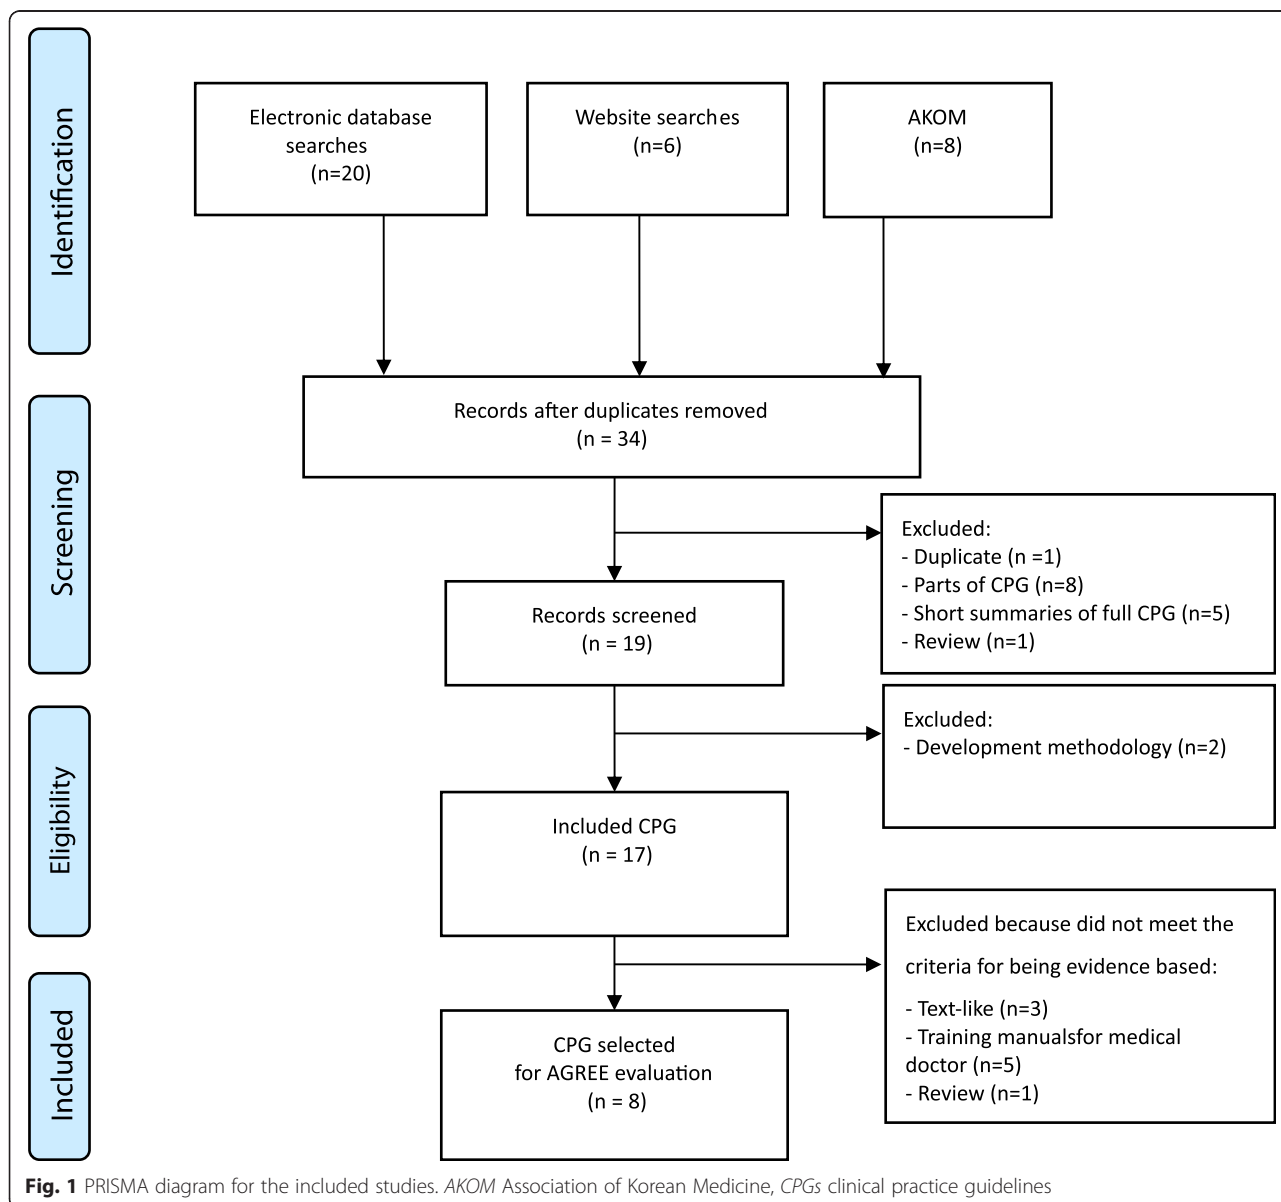 Identification
Electronic database
searches
(n=20)
Website searches
(n=6)
AKOM
(n=8)
Records after duplicates removed
(n = 34)
Screening
Excluded:
- Duplicate (n =1)
- Parts of CPG (n=8)
- Short summaries of full CPG (n=5)
- Review (n=1)
Records screened
(n = 19)
Eligibility
Excluded:
- Development methodology (n=2)
Included CPG
(n = 17)
Excluded because did not meet the
criteria for being evidence based:
- Text-like (n=3)
- Training manualsfor medical
doctor (n=5)
- Review (n=1)
Included
CPG selected
for AGREE evaluation
(n = 8)
Fig. 1 PRISMA diagram for the included studies. AKOM Association of Korean Medicine, CPGs clinical practice guidelines